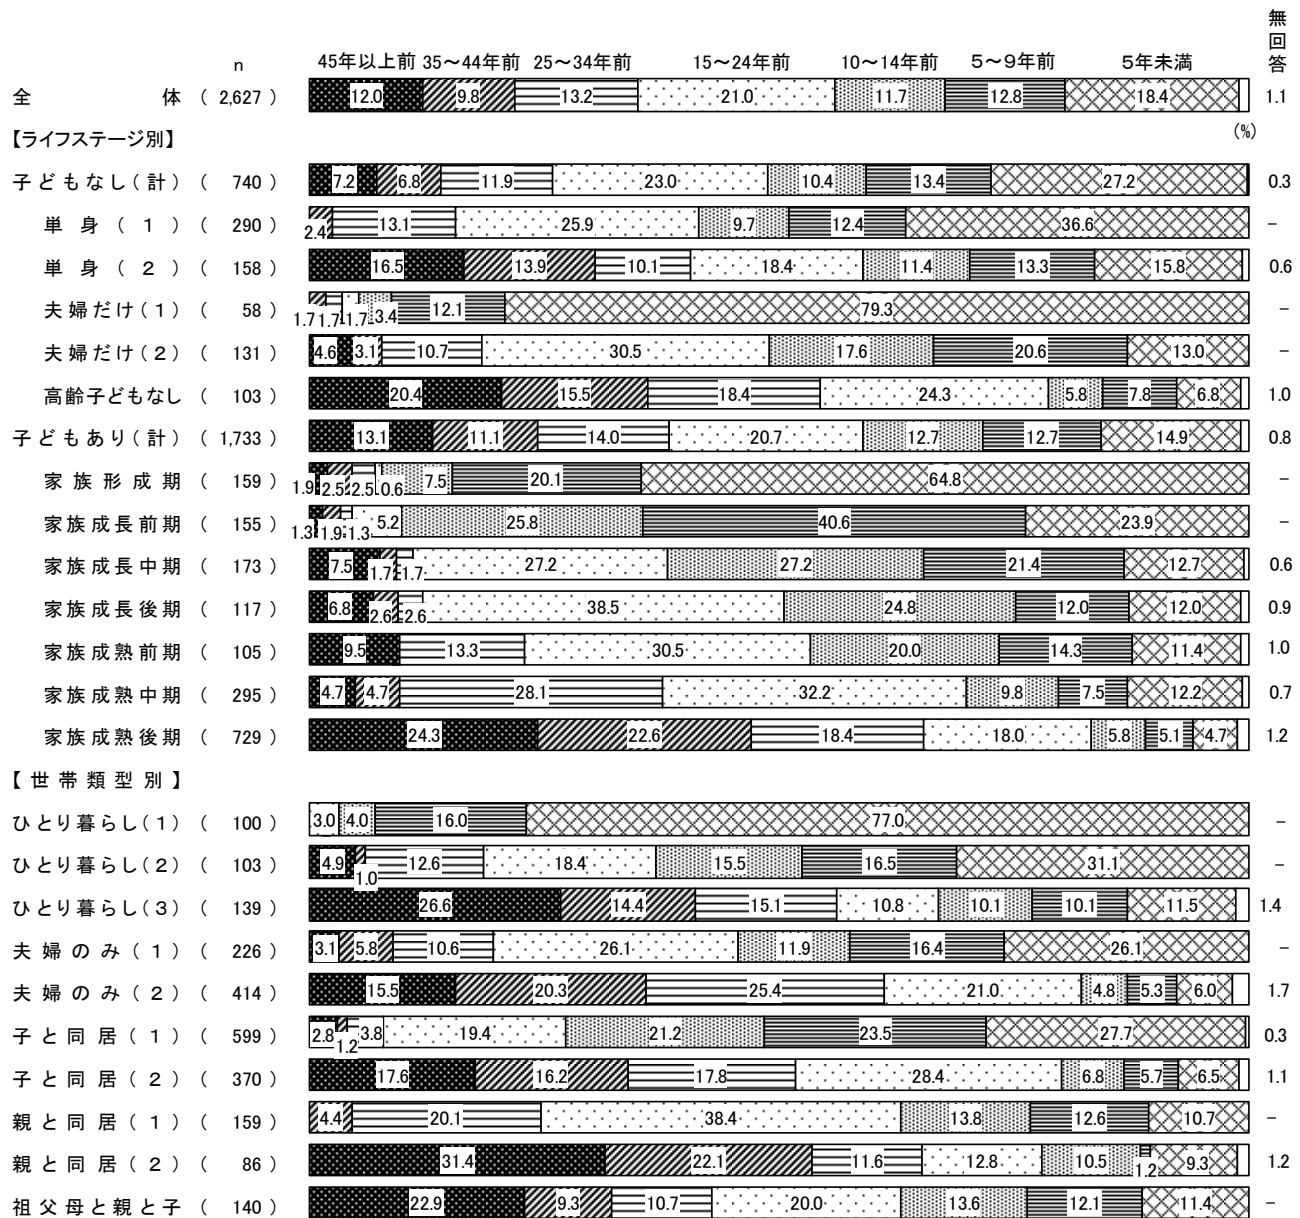 無回答
n 45年以上前 35～44年前 25～34年前 15～24年前 10～14年前 5～9年前 5年未満
全体 ( 2,627 ) 12.0 9.8 13.2 21.0 11.7 12.8 18.4 1.1
【ライフステージ別】 (%)
子どもなし(計) ( 740 ) 7.2 6.8 11.9 23.0 10.4 13.4 27.2 0.3
単身(1) ( 290 ) 2.4 13.1 25.9 9.7 12.4 36.6 －
単身(2) ( 158 ) 16.5 13.9 10.1 18.4 11.4 13.3 15.8 0.6
夫婦だけ(1) ( 58 ) 1.7 1.7 1.7 3.4 12.1 79.3 －
夫婦だけ(2) ( 131 ) 4.6 3.1 10.7 30.5 17.6 20.6 13.0 －
高齢子どもなし ( 103 ) 20.4 15.5 18.4 24.3 5.8 7.8 6.8 1.0
子どもあり(計) ( 1,733 ) 13.1 11.1 14.0 20.7 12.7 12.7 14.9 0.8
家族形成期 ( 159 ) 1.9 2.5 2.5 0.6 7.5 20.1 64.8 －
家族成長前期 ( 155 ) 1.3 1.9 1.3 5.2 25.8 40.6 23.9 －
家族成長中期 ( 173 ) 7.5 1.7 1.7 27.2 27.2 21.4 12.7 0.6
家族成長後期 ( 117 ) 6.8 2.6 2.6 38.5 24.8 12.0 12.0 0.9
家族成熟前期 ( 105 ) 9.5 13.3 30.5 20.0 14.3 11.4 1.0
家族成熟中期 ( 295 ) 4.7 4.7 28.1 32.2 9.8 7.5 12.2 0.7
家族成熟後期 ( 729 ) 24.3 22.6 18.4 18.0 5.8 5.1 4.7 1.2
【世帯類型別】
ひとり暮らし(1) ( 100 ) 3.0 4.0 16.0 77.0 －
ひとり暮らし(2) ( 103 ) 4.9 1.0 12.6 18.4 15.5 16.5 31.1 －
ひとり暮らし(3) ( 139 ) 26.6 14.4 15.1 10.8 10.1 10.1 11.5 1.4
夫婦のみ(1) ( 226 ) 3.1 5.8 10.6 26.1 11.9 16.4 26.1 －
夫婦のみ(2) ( 414 ) 15.5 20.3 25.4 21.0 4.8 5.3 6.0 1.7
子と同居(1) ( 599 ) 2.8 1.2 3.8 19.4 21.2 23.5 27.7 0.3
子と同居(2) ( 370 ) 17.6 16.2 17.8 28.4 6.8 5.7 6.5 1.1
親と同居(1) ( 159 ) 4.4 20.1 38.4 13.8 12.6 10.7 －
親と同居(2) ( 86 ) 31.4 22.1 11.6 12.8 10.5 1.2 9.3 1.2
祖父母と親と子 ( 140 ) 22.9 9.3 10.7 20.0 13.6 12.1 11.4 －